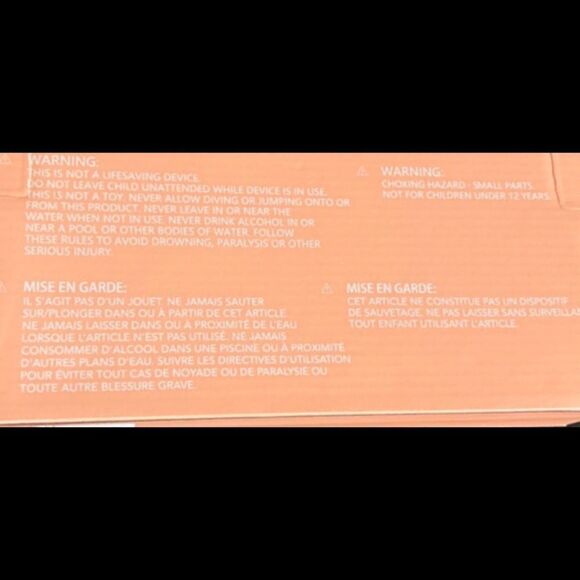 WARNING:
THIS IS NOT A LIFESAVING DEVICE.
DO NOT LEAVE CHILD UNATTENDED WHILE DEVICE IS IN USE.
THIS IS NOT A TOY. NEVER ALLOW DIVING OR JUMPING ONTO OR
FROM THIS PRODUCT. NEVER LEAVE IN OR NEAR THE
WATER WHEN NOT IN USE. NEVER DRINK ALCOHOL IN OR
NEAR A POOL OR OTHER BODIES OF WATER. FOLLOW
THESE RULES TO AVOID DROWNING, PARALYSIS OR OTHER
SERIOUS INJURY.
WARNING:
CHOKING HAZARD - SMALL PARTS.
NOT FOR CHILDREN UNDER 12 YEARS.
MISE EN GARDE:
IL S'AGIT PAS D'UN JOUET. NE JAMAIS SAUTER
SUR/PLONGER DANS OU À PARTIR DE CET ARTICLE
NE JAMAIS LAISSER DANS OU À PROXIMITÉ DE L'EAU
LORSQUE L'ARTICLE N'EST PAS UTILISÉ. NE JAMAIS
CONSOMMER D'ALCOOL DANS UNE PISCINE OU À PROXIMITÉ
D'AUTRES PLANS D'EAU. SUIVRE LES DIRECTIVES D'UTILISATION
POUR ÉVITER TOUT CAS DE NOYADE OU DE PARALYSIE OU
TOUTE AUTRE BLESSURE GRAVE.
MISE EN GARDE:
CET ARTICLE NE CONSTITUE PAS UN DISPOSITIF
DE SAUVETAGE. NE PAS LAISSER SANS SURVEILLA
TOUT ENFANT UTILISANT L'ARTICLE.